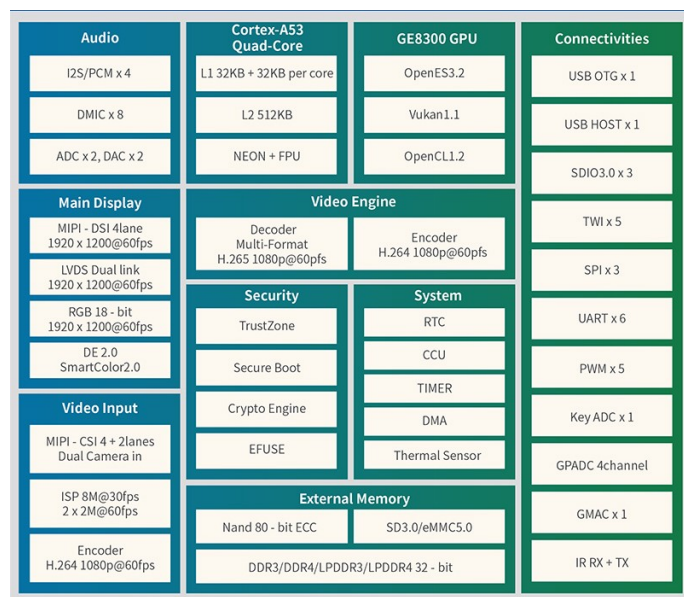 Audio
I2S/PCM x 4
DMIC x 8
ADC x 2, DAC x 2
Cortex-A53
Quad-Core
L1 32KB + 32KB per core
L2 512KB
NEON + FPU
GE8300 GPU
OpenES3.2
Vukan1.1
OpenCL1.2
Connectivities
USB OTG x 1
USB HOST x 1
SDIO3.0 x 3
TWI x 5
SPI x 3
UART x 6
PWM x 5
Key ADC x 1
GPADC 4channel
GMAC x 1
IR RX + TX
Main Display
MIPI - DSI 4lane
1920 x 1200@60fps
LVDS Dual link
1920 x 1200@60fps
RGB 18 - bit
1920 x 1200@60fps
DE 2.0
SmartColor2.0
Video Engine
Decoder
Multi-Format
H.265 1080p@60pfs
Encoder
H.264 1080p@60pfs
Security
TrustZone
Secure Boot
Crypto Engine
EFUSE
System
RTC
CCU
TIMER
DMA
Thermal Sensor
Video Input
MIPI - CSI 4 + 2lanes
Dual Camera in
ISP 8M@30fps
2 x 2M@60fps
Encoder
H.264 1080p@60fps
External Memory
Nand 80 - bit ECC
SD3.0/eMMC5.0
DDR3/DDR4/LPDDR3/LPDDR4 32 - bit